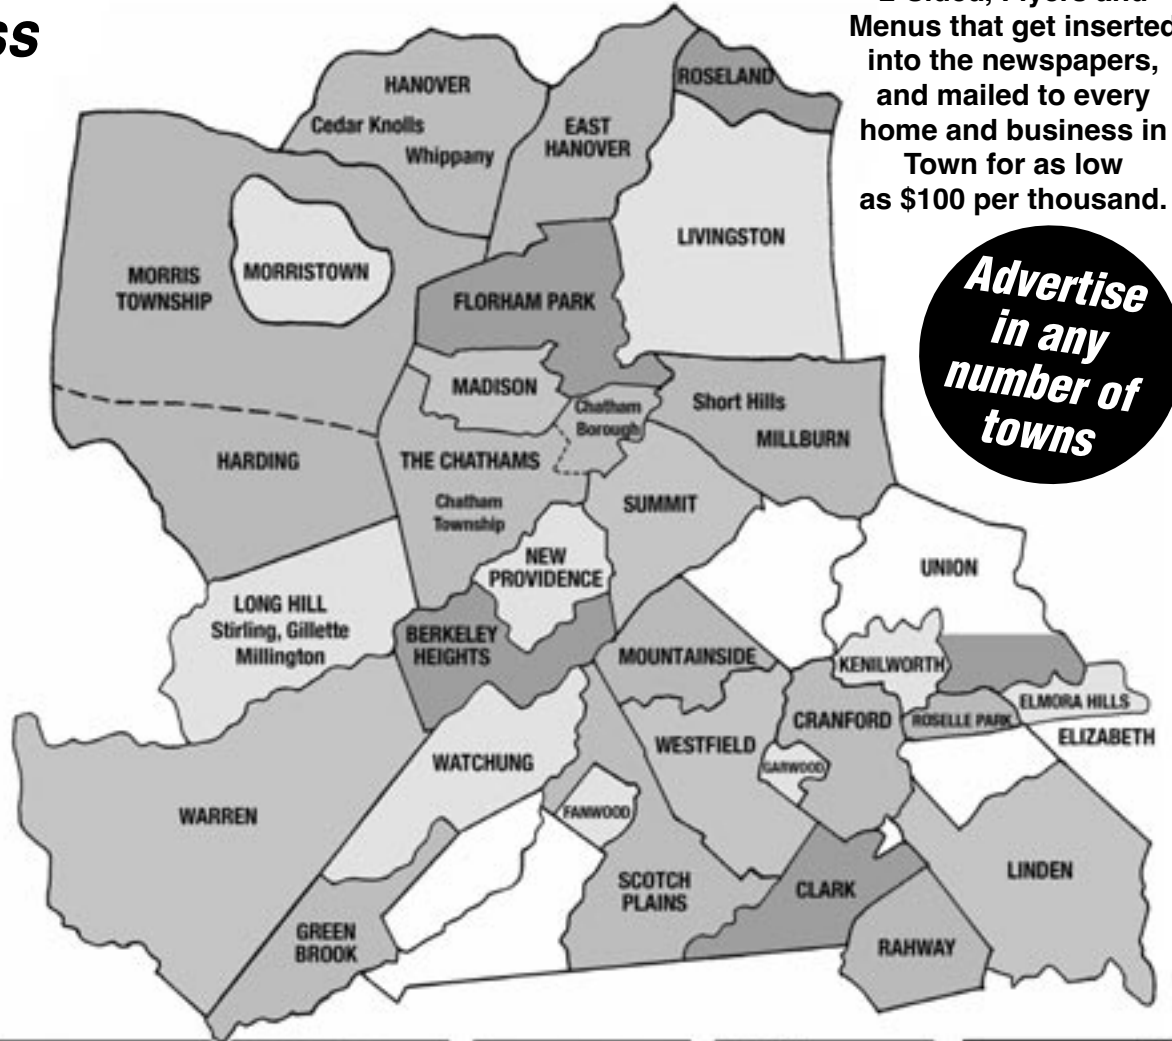 ss
2-Sided, Flyers and
Menus that get inserted
into the newspapers,
and mailed to every
home and business in
Town for as low
as $100 per thousand.
Advertise
in any
number of
towns
HANOVER
Cedar Knolls
Whippany
EAST
HANOVER
ROSELAND
LIVINGSTON
MORRIS
TOWNSHIP
MORRISTOWN
FLORHAM PARK
MADISON
Chatham
Borough
Short Hills
MILLBURN
HARDING
THE CHATHAMS
Chatham
Township
SUMMIT
NEW
PROVIDENCE
UNION
LONG HILL
Stirling, Gillette
Millington
BERKELEY
HEIGHTS
MOUNTAINSIDE
KENILWORTH
ELMORA HILLS
ROSELLE PARK
ELIZABETH
CRANFORD
WESTFIELD
GARWOOD
WATCHUNG
WARREN
FANWOOD
SCOTCH
PLAINS
CLARK
LINDEN
GREEN
BROOK
RAHWAY